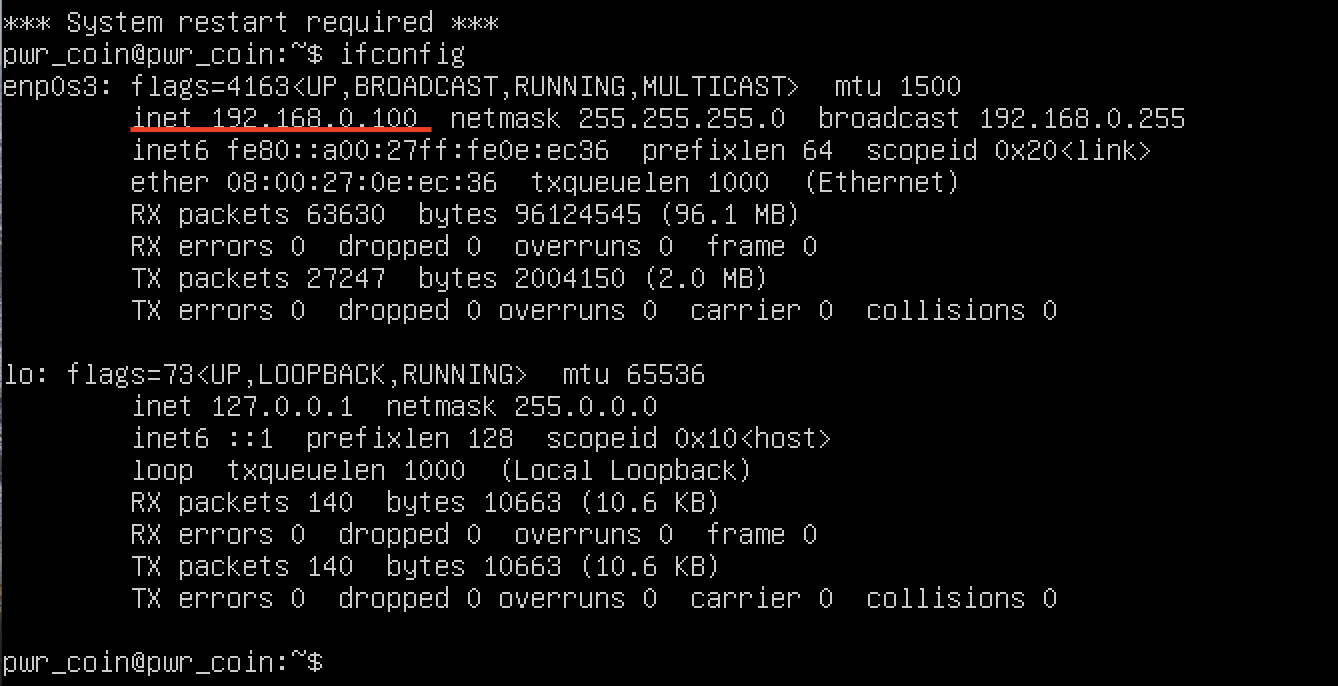 *** System restart required ***
pwr_coin@pwr_coin:~$ ifconfig
enp0s3: flags=4163<UP,BROADCAST,RUNNING,MULTICAST>  mtu 1500
        inet 192.168.0.100  netmask 255.255.255.0  broadcast 192.168.0.255
        inet6 fe80::a00:27ff:fe0e:ec36  prefixlen 64  scopeid 0x20<link>
        ether 08:00:27:0e:ec:36  txqueuelen 1000  (Ethernet)
        RX packets 63630  bytes 96124545 (96.1 MB)
        RX errors 0  dropped 0  overruns 0  frame 0
        TX packets 27247  bytes 2004150 (2.0 MB)
        TX errors 0  dropped 0 overruns 0  carrier 0  collisions 0

lo: flags=73<UP,LOOPBACK,RUNNING>  mtu 65536
        inet 127.0.0.1  netmask 255.0.0.0
        inet6 ::1  prefixlen 128  scopeid 0x10<host>
        loop  txqueuelen 1000  (Local Loopback)
        RX packets 140  bytes 10663 (10.6 KB)
        RX errors 0  dropped 0  overruns 0  frame 0
        TX packets 140  bytes 10663 (10.6 KB)
        TX errors 0  dropped 0 overruns 0  carrier 0  collisions 0

pwr_coin@pwr_coin:~$